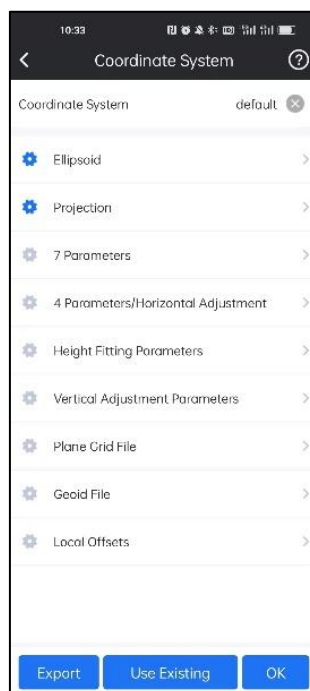 10:33
Coordinate System
Coordinate System default
Ellipsoid
Projection
7 Parameters
4 Parameters/Horizontal Adjustment
Height Fitting Parameters
Vertical Adjustment Parameters
Plane Grid File
Geoid File
Local Offsets
Export Use Existing OK